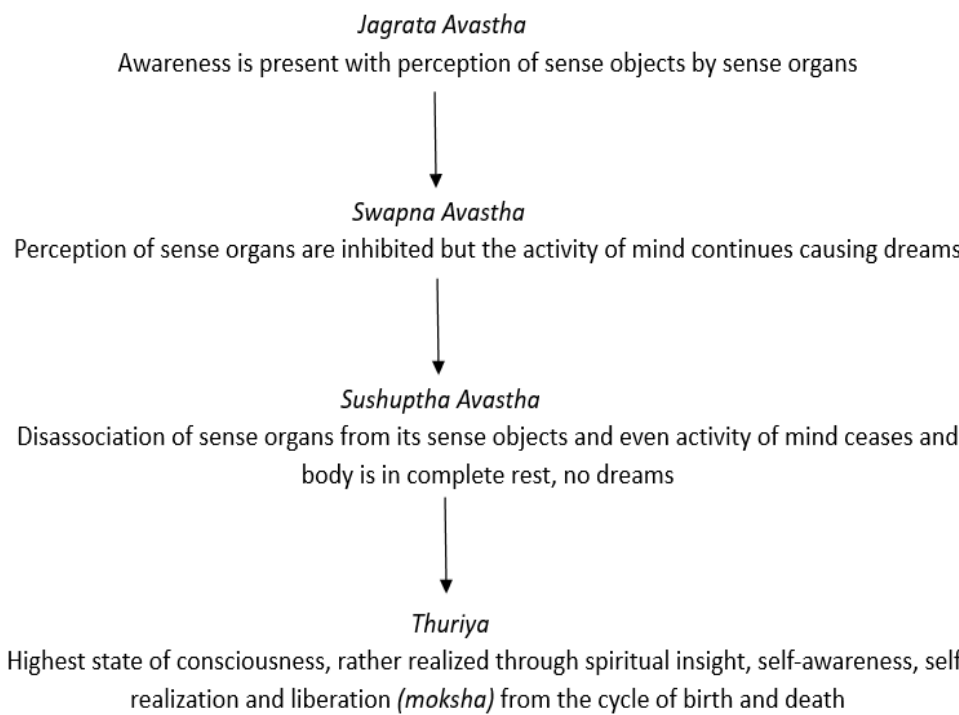 Jagrata Avastha
Awareness is present with perception of sense objects by sense organs
Swapna Avastha
Perception of sense organs are inhibited but the activity of mind continues causing dreams
Sushuptha Avastha
Disassociation of sense organs from its sense objects and even activity of mind ceases and
body is in complete rest, no dreams
Thuriya
Highest state of consciousness, rather realized through spiritual insight, self-awareness, self
realization and liberation (moksha) from the cycle of birth and death